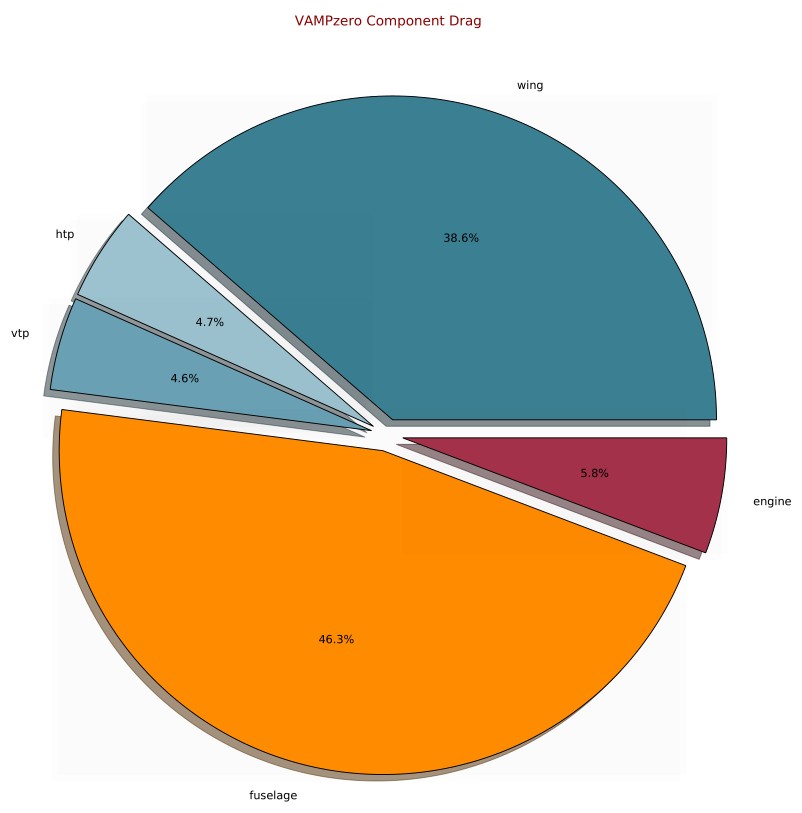 VAMPzero Component Drag
wing
38.6%
htp
4.7%
vtp
4.6%
5.8%
engine
46.3%
fuselage